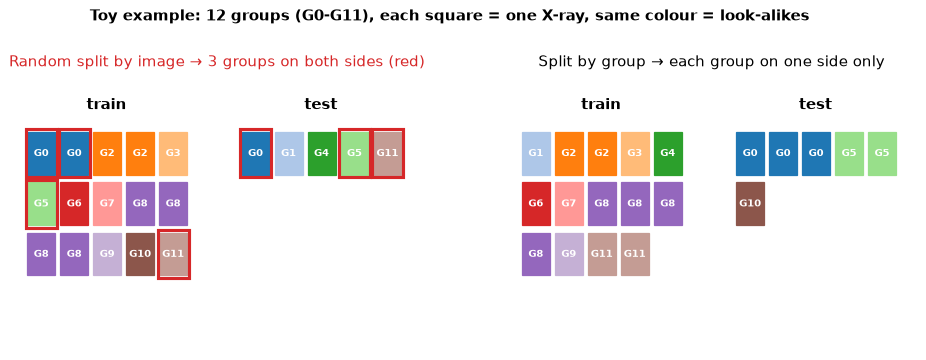 Toy example: 12 groups (G0-G11), each square = one X-ray, same colour = look-alikes
Random split by image → 3 groups on both sides (red)
train
test
G0 G0 G2 G2 G3
G5 G6 G7 G8 G8
G8 G8 G9 G10 G11
G0 G1 G4 G5 G11
Split by group → each group on one side only
train
test
G1 G2 G2 G3 G4
G6 G7 G8 G8 G8
G8 G9 G11 G11
G0 G0 G0 G5 G5
G10